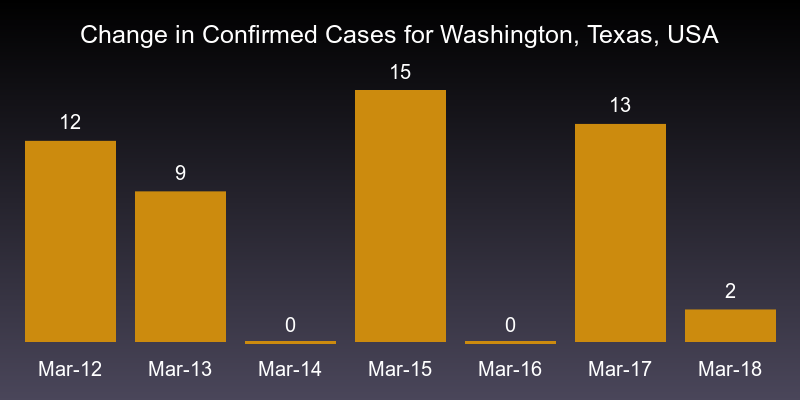 Change in Confirmed Cases for Washington, Texas, USA
12
9
0
15
0
13
2
Mar-12
Mar-13
Mar-14
Mar-15
Mar-16
Mar-17
Mar-18